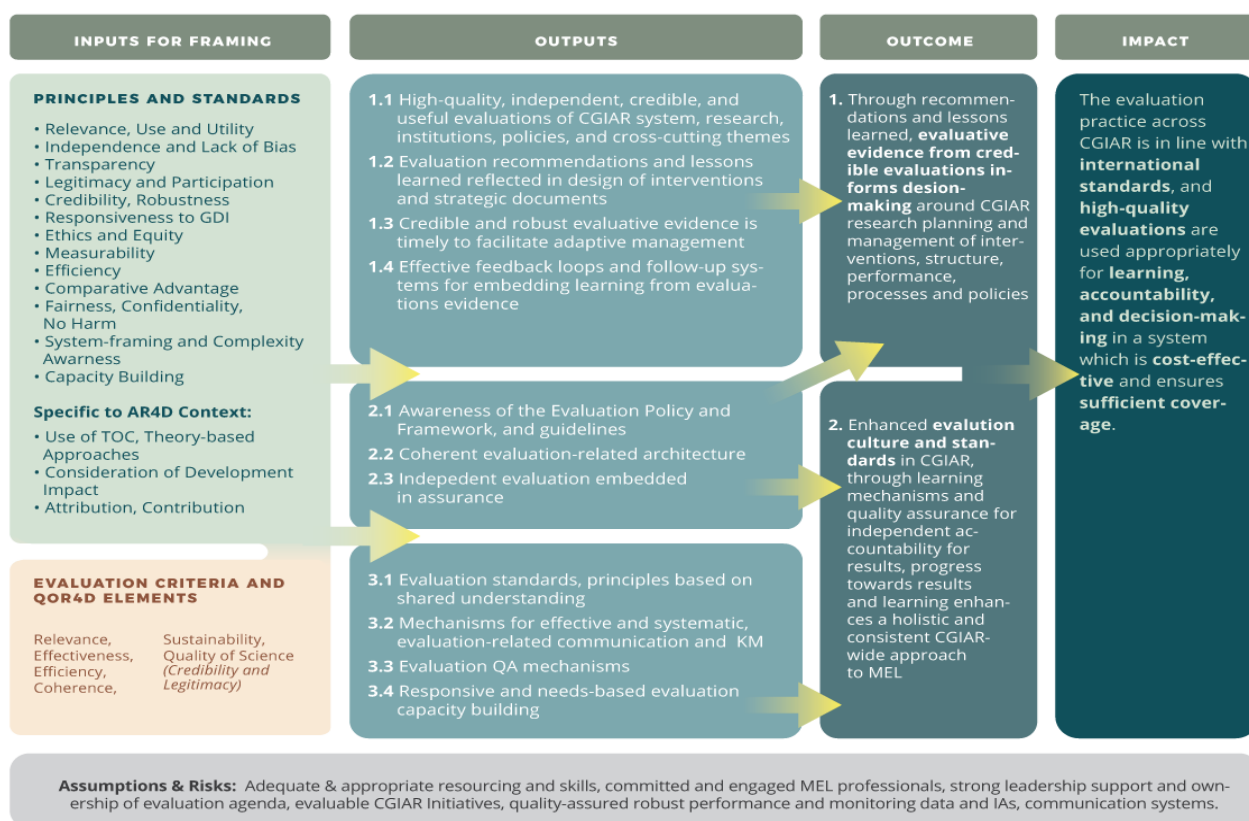 INPUTS FOR FRAMING
OUTPUTS
OUTCOME
IMPACT
PRINCIPLES AND STANDARDS
• Relevance, Use and Utility
• Independence and Lack of Bias
• Transparency
• Legitimacy and Participation
• Credibility, Robustness
• Responsiveness to GDI
• Ethics and Equity
• Measurability
• Efficiency
• Comparative Advantage
• Fairness, Confidentiality,
No Harm
• System-framing and Complexity
Awarness
• Capacity Building
Specific to AR4D Context:
• Use of TOC, Theory-based
Approaches
• Consideration of Development
Impact
• Attribution, Contribution
EVALUATION CRITERIA AND
QOR4D ELEMENTS
Relevance,
Effectiveness,
Efficiency,
Coherence,
Sustainability,
Quality of Science
(Credibility and
Legitimacy)
1.1 High-quality, independent, credible, and
useful evaluations of CGIAR system, research,
institutions, policies, and cross-cutting themes
1.2 Evaluation recommendations and lessons
learned reflected in design of interventions
and strategic documents
1.3 Credible and robust evaluative evidence is
timely to facilitate adaptive management
1.4 Effective feedback loops and follow-up sys-
tems for embedding learning from evalua-
tions evidence
2.1 Awareness of the Evaluation Policy and
Framework, and guidelines
2.2 Coherent evaluation-related architecture
2.3 Indepedent evaluation embedded
in assurance
3.1 Evaluation standards, principles based on
shared understanding
3.2 Mechanisms for effective and systematic,
evaluation-related communication and KM
3.3 Evaluation QA mechanisms
3.4 Responsive and needs-based evaluation
capacity building
1. Through recommen-
dations and lessons
learned, evaluative
evidence from cred-
ible evaluations in-
forms desion-
making around CGIAR
research planning and
management of inter-
ventions, structure,
performance,
processes and policies
2. Enhanced evalution
culture and stan-
dards in CGIAR,
through learning
mechanisms and
quality assurance for
independent ac-
countability for
results, progress
towards results
and learning enhan-
ces a holistic and
consistent CGIAR-
wide approach
to MEL
The evaluation
practice across
CGIAR is in line with
international
standards, and
high-quality
evaluations are
used appropriately
for learning,
accountability,
and decision-mak-
ing in a system
which is cost-effec-
tive and ensures
sufficient cover-
age.
Assumptions & Risks: Adequate & appropriate resourcing and skills, committed and engaged MEL professionals, strong leadership support and own-
ership of evaluation agenda, evaluable CGIAR Initiatives, quality-assured robust performance and monitoring data and IAs, communication systems.